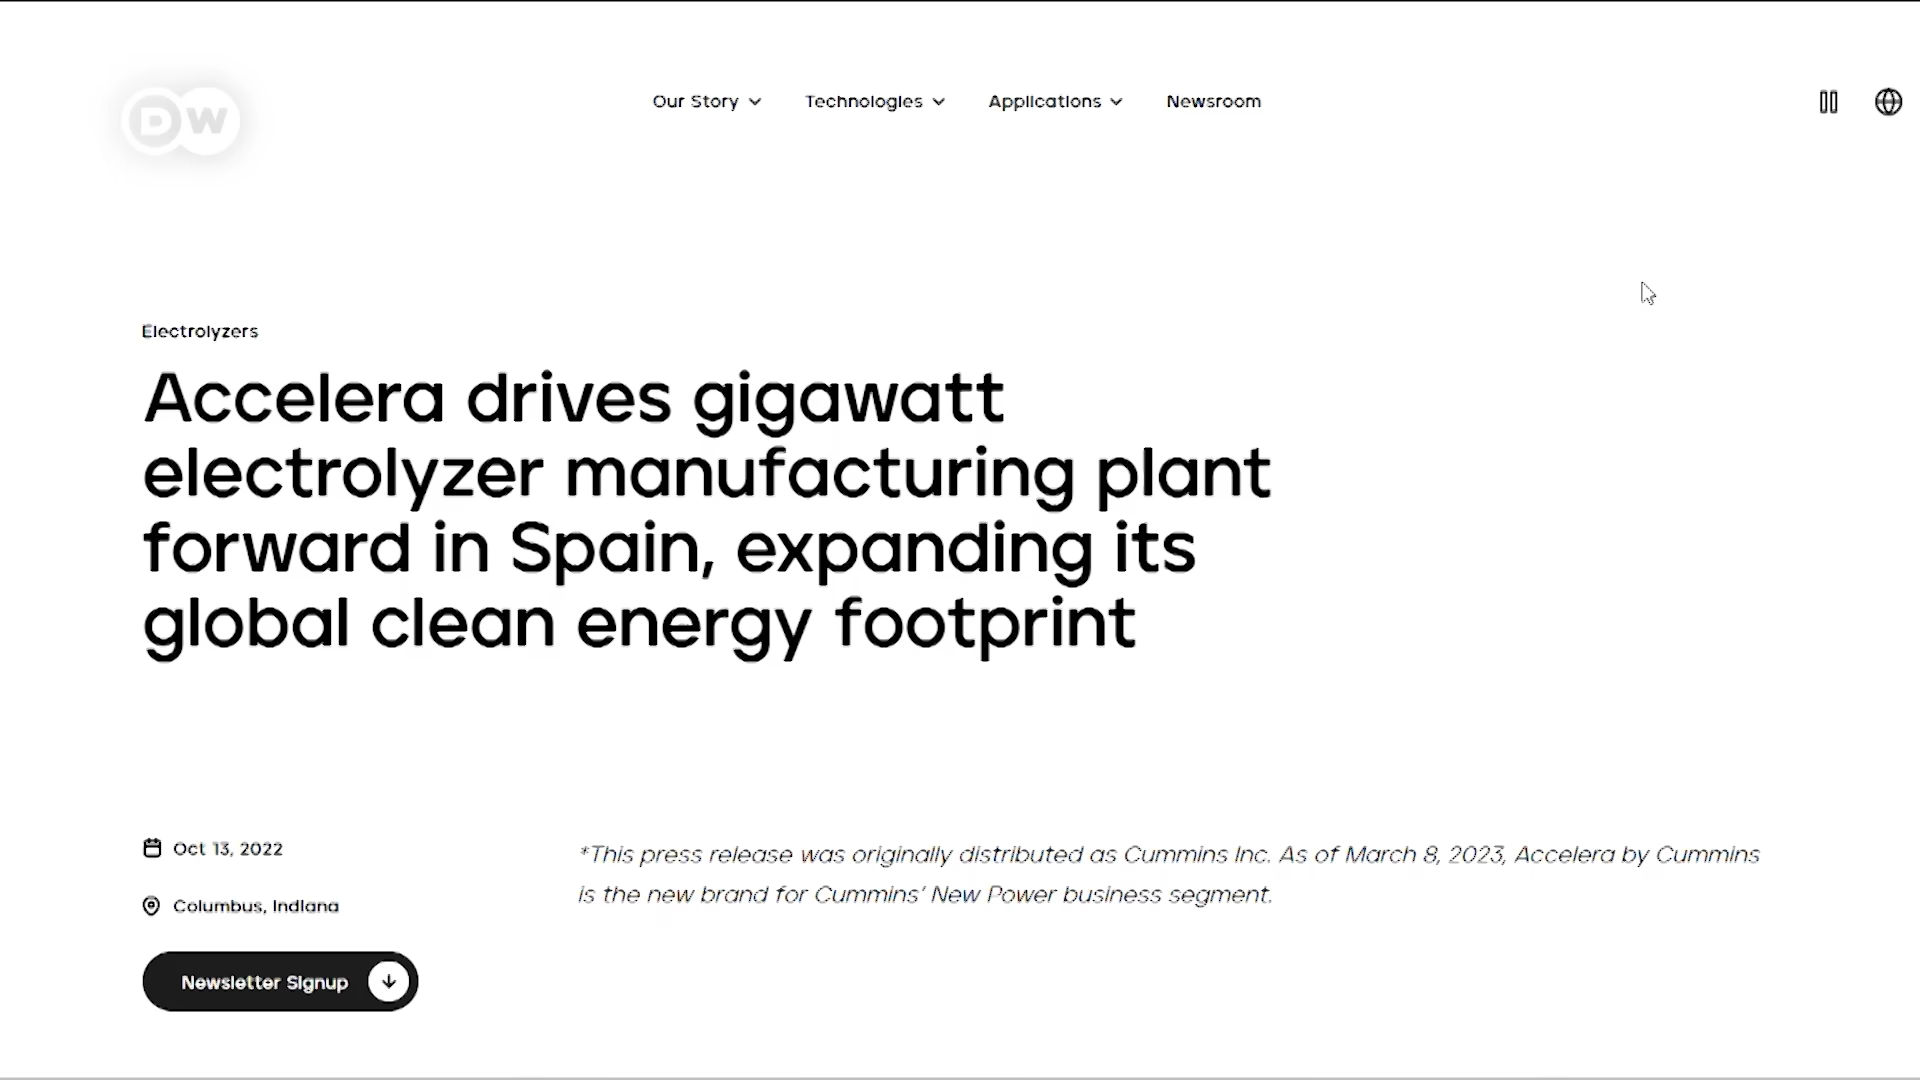 DW
Our Story
Technologies
Applications
Newsroom
Electrolyzers
Accelera drives gigawatt
electrolyzer manufacturing plant
forward in Spain, expanding its
global clean energy footprint
Oct 13, 2022
Columbus, Indiana
*This press release was originally distributed as Cummins Inc. As of March 8, 2023, Accelera by Cummins
is the new brand for Cummins' New Power business segment.
Newsletter Signup